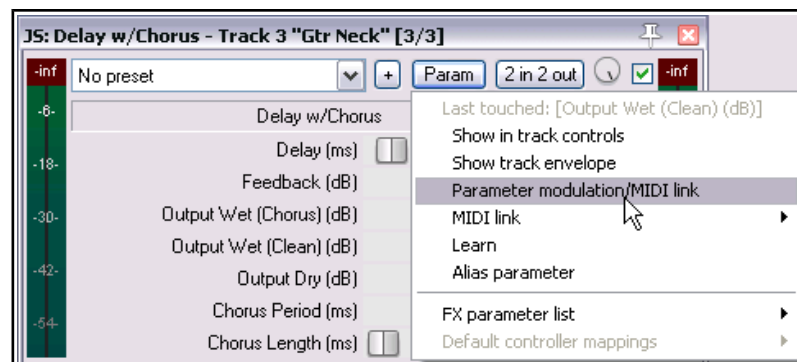 JS: Delay w/Chorus - Track 3 "Gtr Neck" [3/3]
-inf No preset + Param 2 in 2 out -inf
-6- Delay w/Chorus Last touched: [Output Wet (Clean) (dB)]
Delay (ms) Show in track controls
-18- Show track envelope
Feedback (dB) Parameter modulation/MIDI link
-30- Output Wet (Chorus) (dB) MIDI link
Output Wet (Clean) (dB) Learn
-42- Output Dry (dB) Alias parameter
Chorus Period (ms) FX parameter list
-54- Chorus Length (ms) Default controller mappings